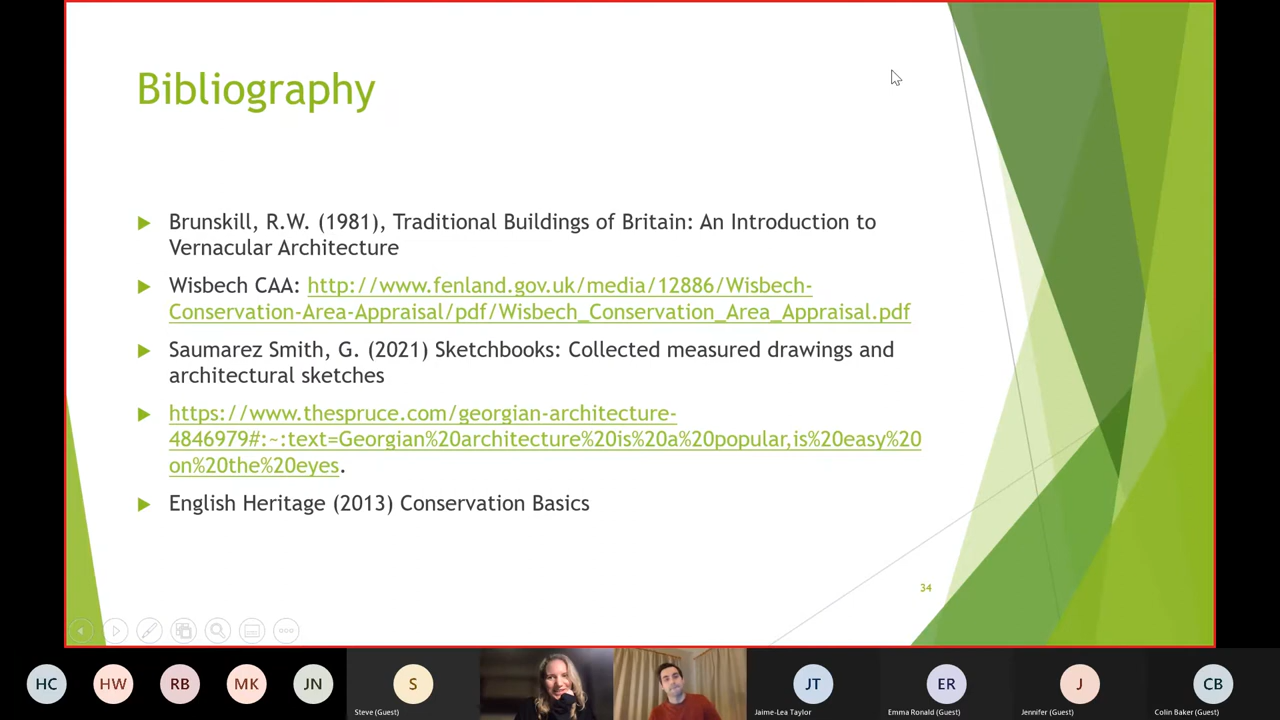 Bibliography
Brunskill, R.W. (1981), Traditional Buildings of Britain: An Introduction to
Vernacular Architecture
Wisbech CAA: http://www.fenland.gov.uk/media/12886/Wisbech-
Conservation-Area-Appraisal/pdf/Wisbech_Conservation_Area_Appraisal.pdf
Saumarez Smith, G. (2021) Sketchbooks: Collected measured drawings and
architectural sketches
https://www.thespruce.com/georgian-architecture-
4846979#:~:text=Georgian%20architecture%20is%20a%20popular,is%20easy%20
on%20the%20eyes.
English Heritage (2013) Conservation Basics
34
HC
HW
RB
MK
JN
S
JT
ER
J
CB
Steve (Guest)
Jaime-Lea Taylor
Emma Ronald (Guest)
Jennifer (Guest)
Colin Baker (Guest)